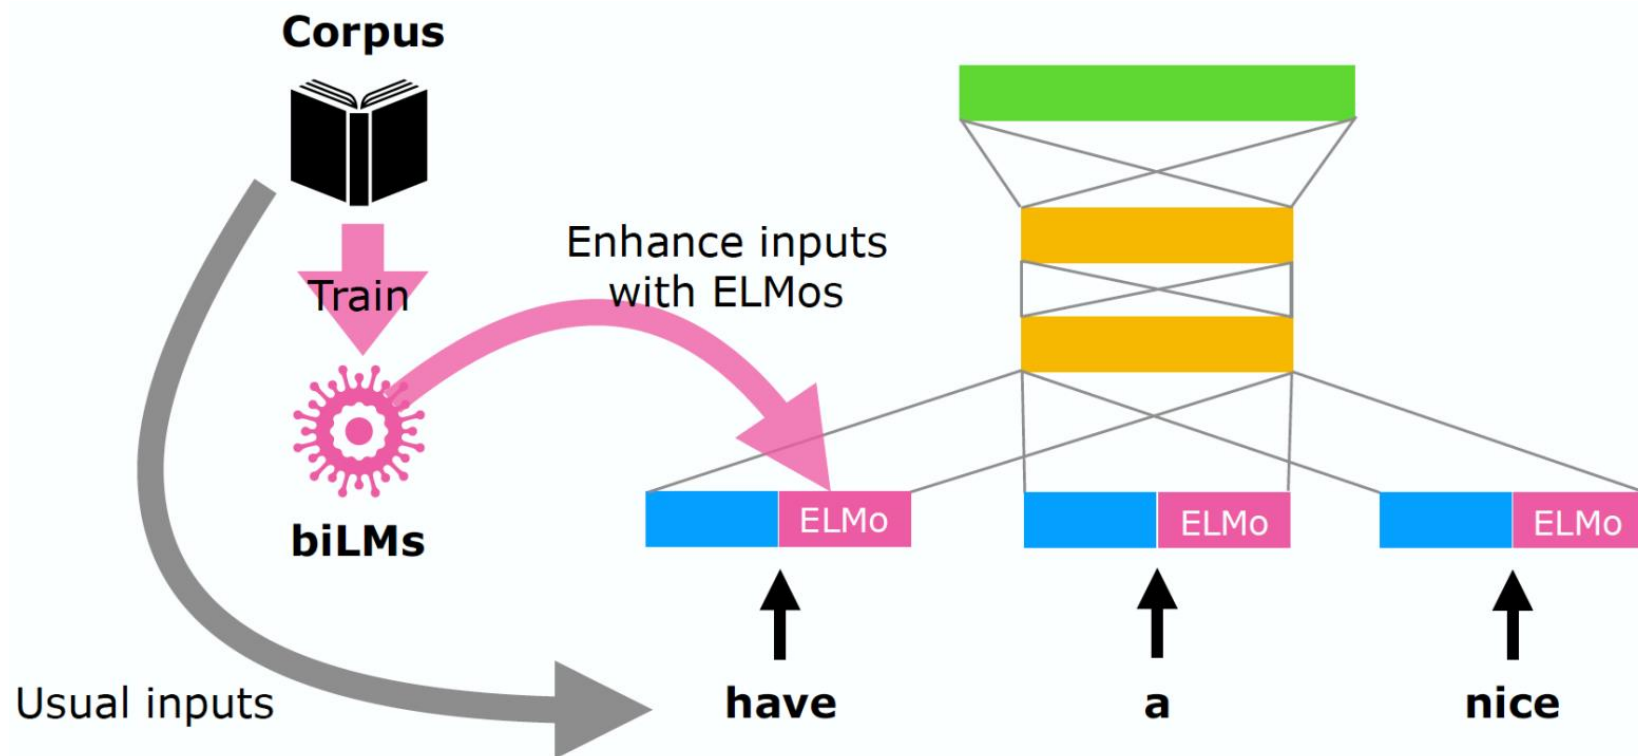 Corpus
Train
Enhance inputs
with ELMos
biLMs
ELMo
ELMo
ELMo
Usual inputs
have
a
nice